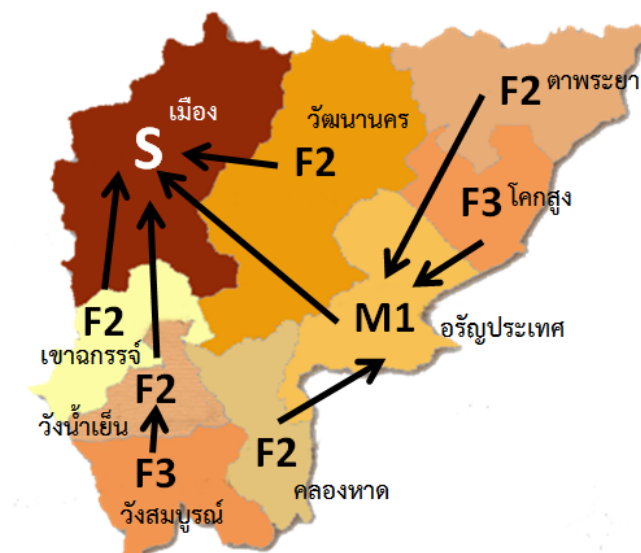 เมือง
S
วัฒนานคร
F2
F2 ตาพระยา
F3 โคกสูง
M1
อรัญประเทศ
F2
เขาฉกรรจ์
F2
วังน้ำเย็น
F3
วังสมบูรณ์
F2
คลองหาด